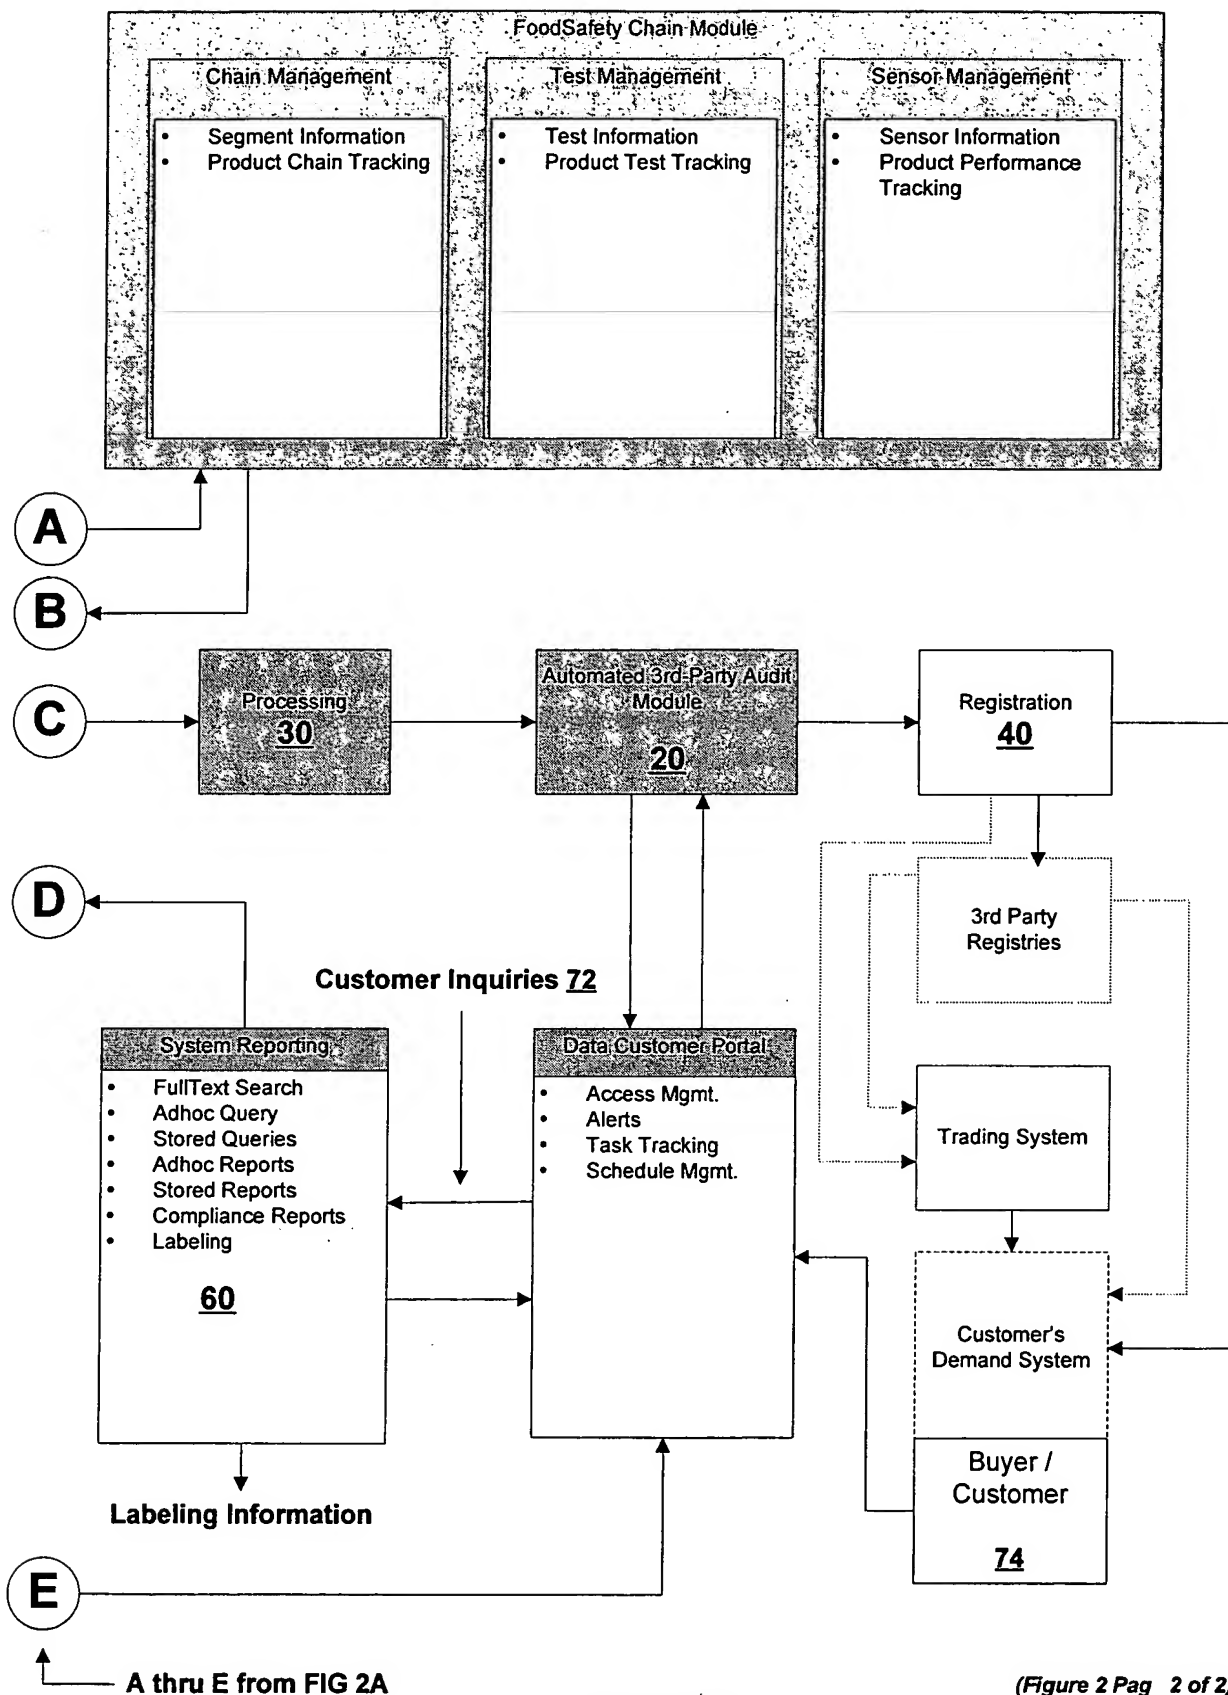 FoodSafety Chain Module
Chain Management
• Segment Information
• Product Chain Tracking
Test Management
• Test Information
• Product Test Tracking
Sensor Management
• Sensor Information
• Product Performance
Tracking
A
B
C
Processing
30
Automated 3rd-Party Audit
Module
20
Registration
40
D
3rd Party
Registries
Customer Inquiries 72
System Reporting
• FullText Search
• Adhoc Query
• Stored Queries
• Adhoc Reports
• Stored Reports
• Compliance Reports
• Labeling
60
Data Customer Portal
• Access Mgmt.
• Alerts
• Task Tracking
• Schedule Mgmt.
Trading System
Customer's
Demand System
Buyer /
Customer
74
Labeling Information
E
A thru E from FIG 2A
(Figure 2 Pag 2 of 2)